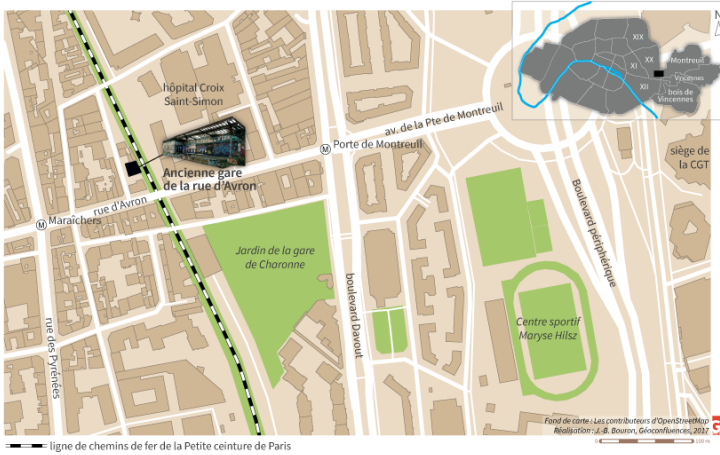 N
XIX
XX
XI
XII
Montreuil
Vincennes
bois de
Vincennes
hôpital Croix
Saint-Simon
av. de la Pte de Montreuil
M Porte de Montreuil
siège de
la CGT
Ancienne gare
de la rue d'Avron
rue d'Avron
M Maraîchers
Boulevard périphérique
Jardin de la gare
de Charonne
boulevard Davout
rue des Pyrénées
Centre sportif
Maryse Hilsz
Fond de carte : Les contributeurs d'OpenStreetMap
Réalisation : J.-B. Bouron, Géoconfluences, 2017
0
100 m
ligne de chemins de fer de la Petite ceinture de Paris